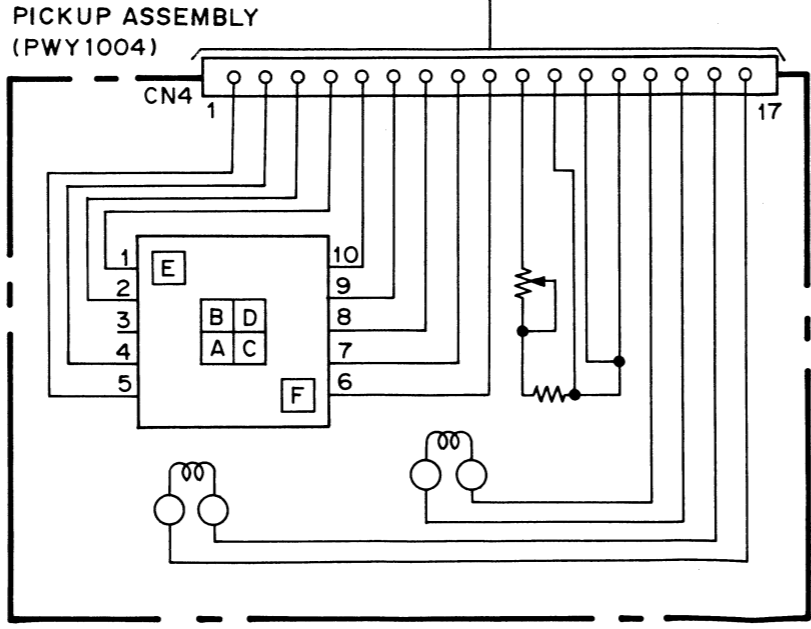 PICKUP ASSEMBLY
(PWY1004)
CN4
1 17
1 E 10
2 9
3 B D 8
4 A C 7
5 F 6